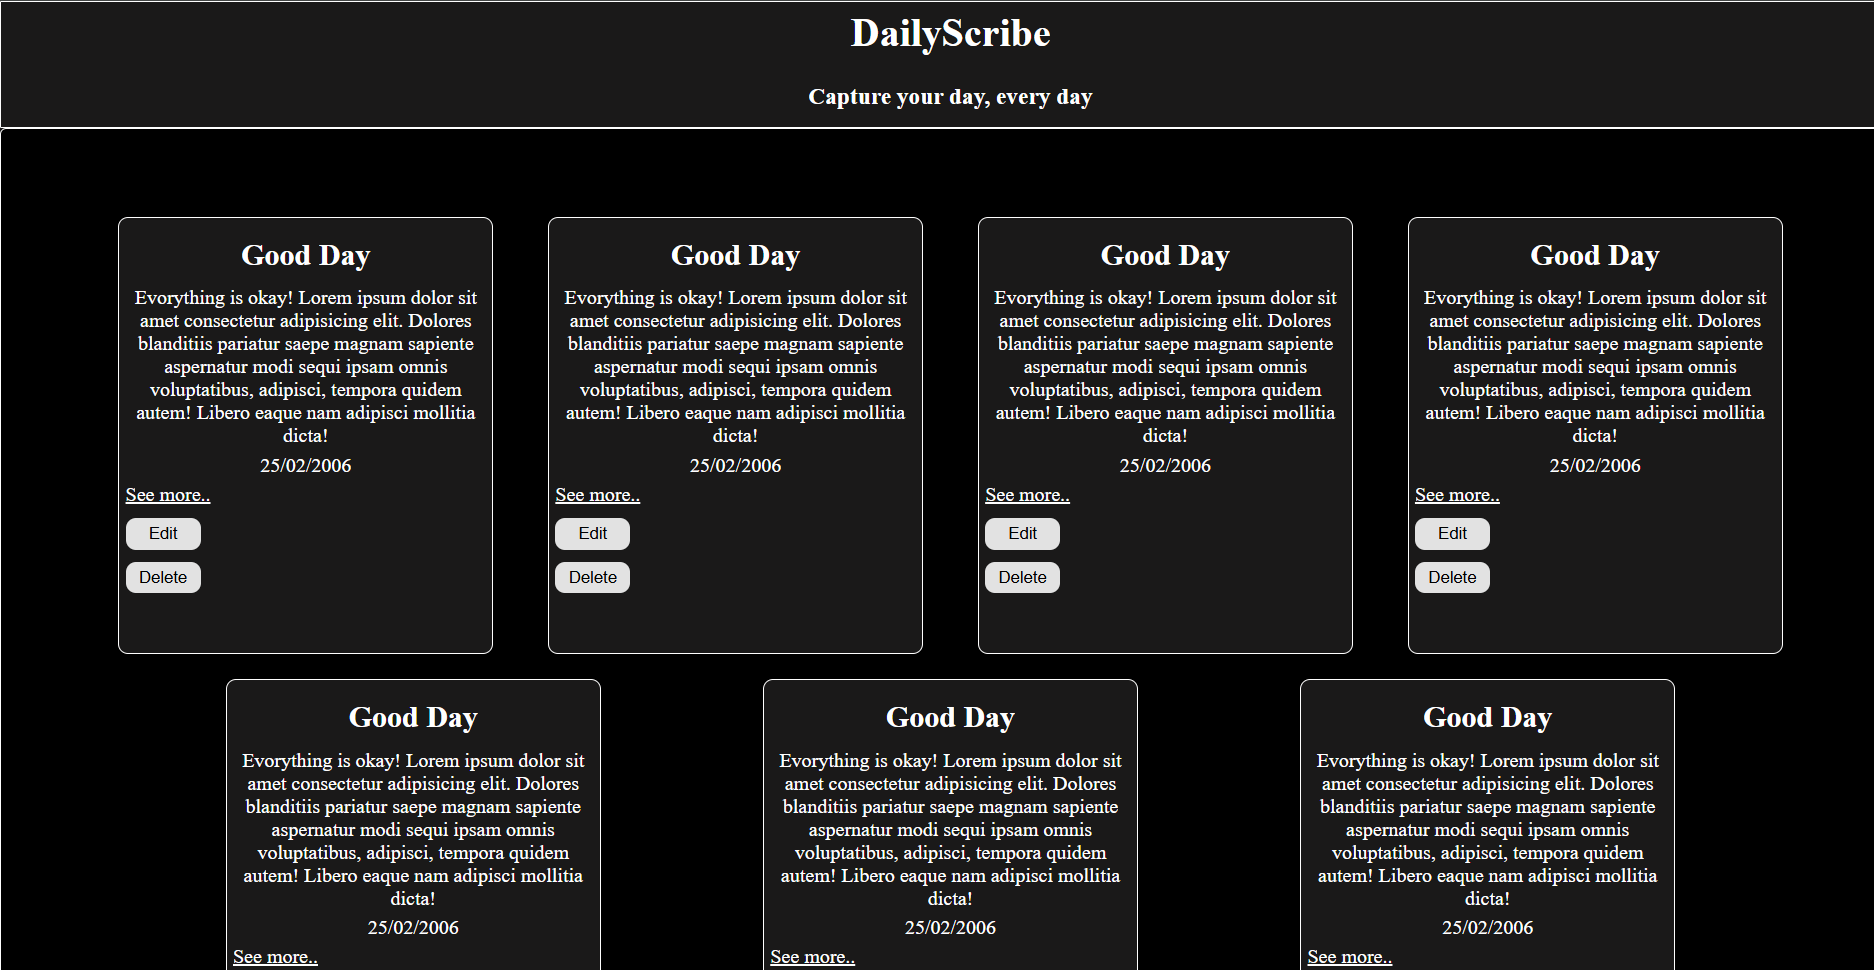 DailyScribe
Capture your day, every day
Good Day
Evorything is okay! Lorem ipsum dolor sit
amet consectetur adipisicing elit. Dolores
blanditiis pariatur saepe magnam sapiente
aspernatur modi sequi ipsam omnis
voluptatibus, adipisci, tempora quidem
autem! Libero eaque nam adipisci mollitia
dicta!
25/02/2006
See more..
Edit
Delete
Good Day
Evorything is okay! Lorem ipsum dolor sit
amet consectetur adipisicing elit. Dolores
blanditiis pariatur saepe magnam sapiente
aspernatur modi sequi ipsam omnis
voluptatibus, adipisci, tempora quidem
autem! Libero eaque nam adipisci mollitia
dicta!
25/02/2006
See more..
Edit
Delete
Good Day
Evorything is okay! Lorem ipsum dolor sit
amet consectetur adipisicing elit. Dolores
blanditiis pariatur saepe magnam sapiente
aspernatur modi sequi ipsam omnis
voluptatibus, adipisci, tempora quidem
autem! Libero eaque nam adipisci mollitia
dicta!
25/02/2006
See more..
Edit
Delete
Good Day
Evorything is okay! Lorem ipsum dolor sit
amet consectetur adipisicing elit. Dolores
blanditiis pariatur saepe magnam sapiente
aspernatur modi sequi ipsam omnis
voluptatibus, adipisci, tempora quidem
autem! Libero eaque nam adipisci mollitia
dicta!
25/02/2006
See more..
Edit
Delete
Good Day
Evorything is okay! Lorem ipsum dolor sit
amet consectetur adipisicing elit. Dolores
blanditiis pariatur saepe magnam sapiente
aspernatur modi sequi ipsam omnis
voluptatibus, adipisci, tempora quidem
autem! Libero eaque nam adipisci mollitia
dicta!
25/02/2006
See more..
Good Day
Evorything is okay! Lorem ipsum dolor sit
amet consectetur adipisicing elit. Dolores
blanditiis pariatur saepe magnam sapiente
aspernatur modi sequi ipsam omnis
voluptatibus, adipisci, tempora quidem
autem! Libero eaque nam adipisci mollitia
dicta!
25/02/2006
See more..
Good Day
Evorything is okay! Lorem ipsum dolor sit
amet consectetur adipisicing elit. Dolores
blanditiis pariatur saepe magnam sapiente
aspernatur modi sequi ipsam omnis
voluptatibus, adipisci, tempora quidem
autem! Libero eaque nam adipisci mollitia
dicta!
25/02/2006
See more..